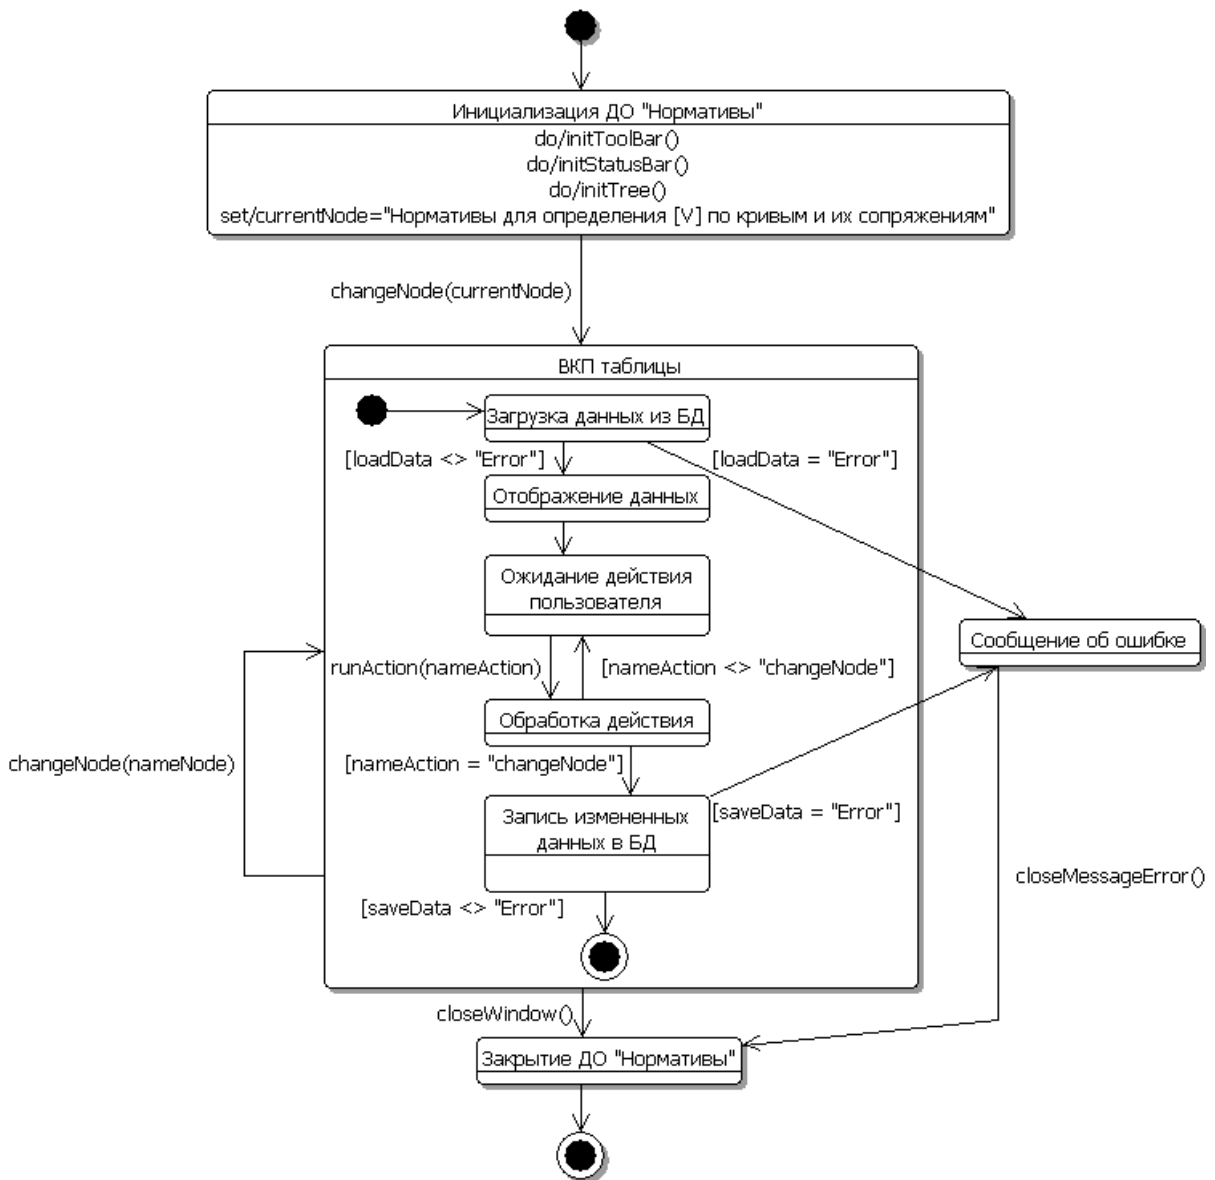 Инициализация ДО "Нормативы"
do/initToolBar()
do/initStatusBar()
do/initTree()
set/currentNode="Нормативы для определения [V] по кривым и их сопряжениям"
changeNode(currentNode)
ВКП таблицы
Загрузка данных из БД
[loadData <> "Error"]
[loadData = "Error"]
Отображение данных
Ожидание действия
пользователя
Сообщение об ошибке
runAction(nameAction)
[nameAction <> "changeNode"]
Обработка действия
changeNode(nameNode)
[nameAction = "changeNode"]
Запись измененных
данных в БД
[saveData = "Error"]
closeMessageError()
[saveData <> "Error"]
closeWindow()
Закрытие ДО "Нормативы"